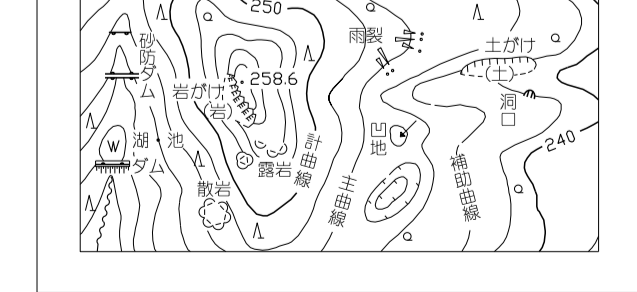 250
雨裂
砂防ダム
土がけ
(土)
258.6
岩がけ
(岩)
洞口
凹地
W
湖・池
ダム
計曲線
240
露岩
補助曲線
主曲線
散岩